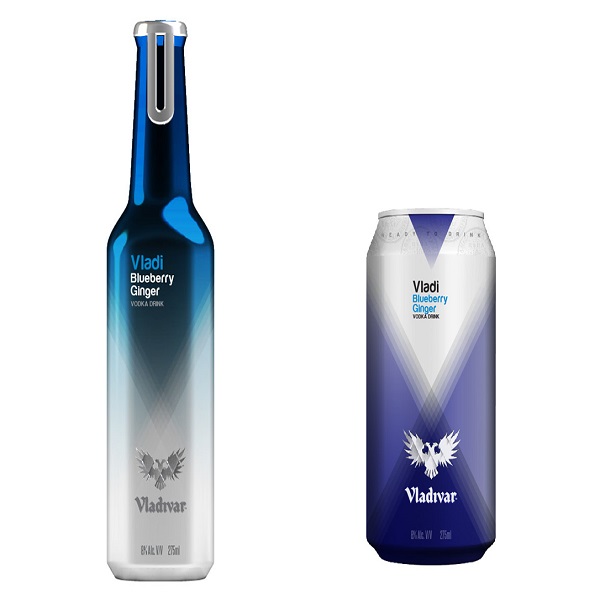 Vladi
Blueberry
Ginger
VODKA DRINK
Vladivar
8% Alc. V/V 275ml
READY TO DRINK
Vladi
Blueberry
Ginger
VODKA DRINK
Vladivar
8% Alc. V/V 275ml